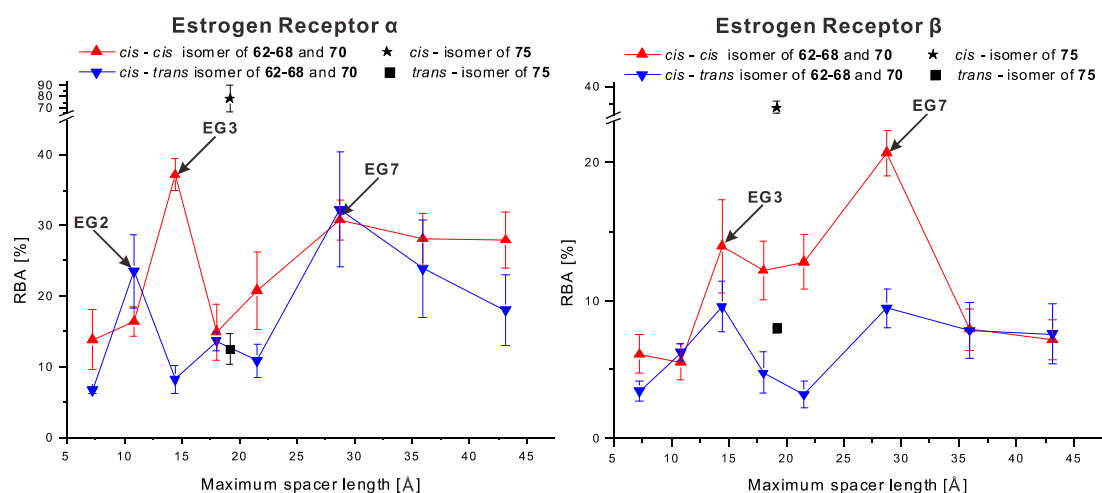 Estrogen Receptor α
cis - cis isomer of 62-68 and 70
cis - isomer of 75
cis - trans isomer of 62-68 and 70
trans - isomer of 75
90
80
70
40
30
20
10
0
RBA [%]
EG2
EG3
EG7
5 10 15 20 25 30 35 40 45
Maximum spacer length [Å]
Estrogen Receptor β
cis - cis isomer of 62-68 and 70
cis - isomer of 75
cis - trans isomer of 62-68 and 70
trans - isomer of 75
40
20
10
0
RBA [%]
EG3
EG7
5 10 15 20 25 30 35 40 45
Maximum spacer length [Å]